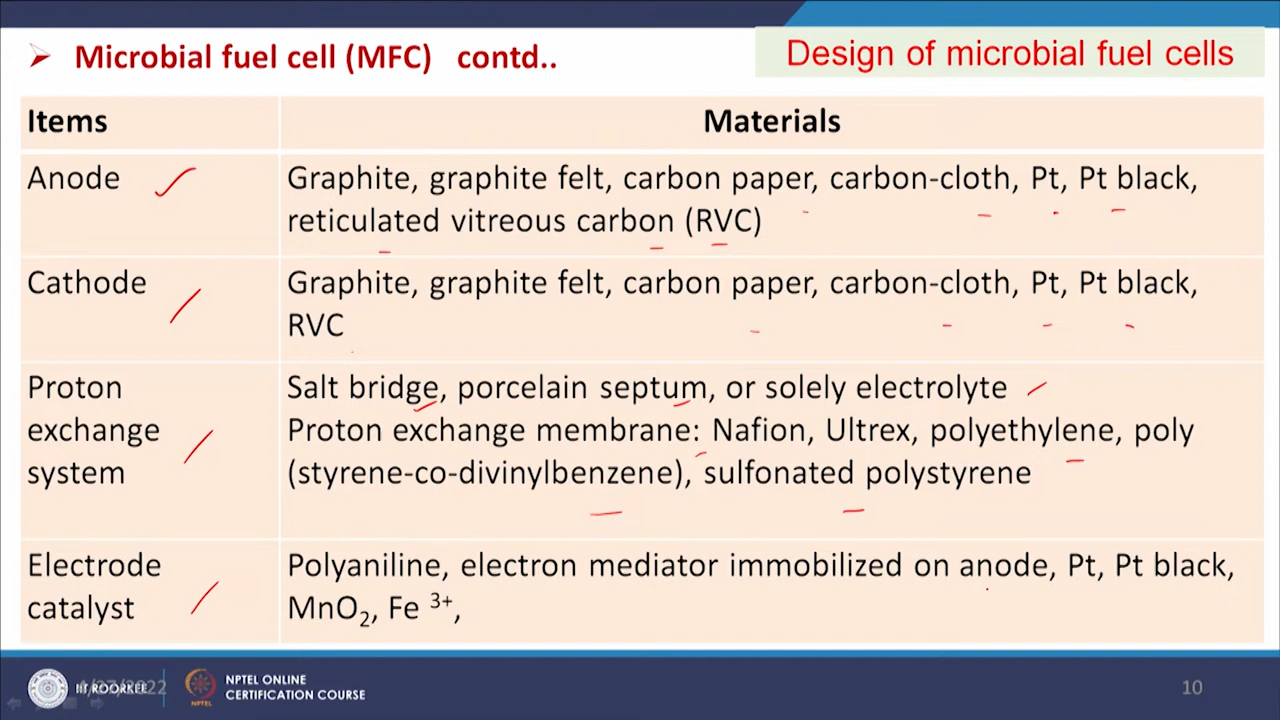 Microbial fuel cell (MFC) contd..
Design of microbial fuel cells
Items
Materials
Anode
Graphite, graphite felt, carbon paper, carbon-cloth, Pt, Pt black,
reticulated vitreous carbon (RVC)
Cathode
Graphite, graphite felt, carbon paper, carbon-cloth, Pt, Pt black,
RVC
Proton
exchange
system
Salt bridge, porcelain septum, or solely electrolyte
Proton exchange membrane: Nafion, Ultrex, polyethylene, poly
(styrene-co-divinylbenzene), sulfonated polystyrene
Electrode
catalyst
Polyaniline, electron mediator immobilized on anode, Pt, Pt black,
MnO₂, Fe ³⁺,
IIT ROORKEE
4/27/2022
NPTEL
NPTEL ONLINE
CERTIFICATION COURSE
10